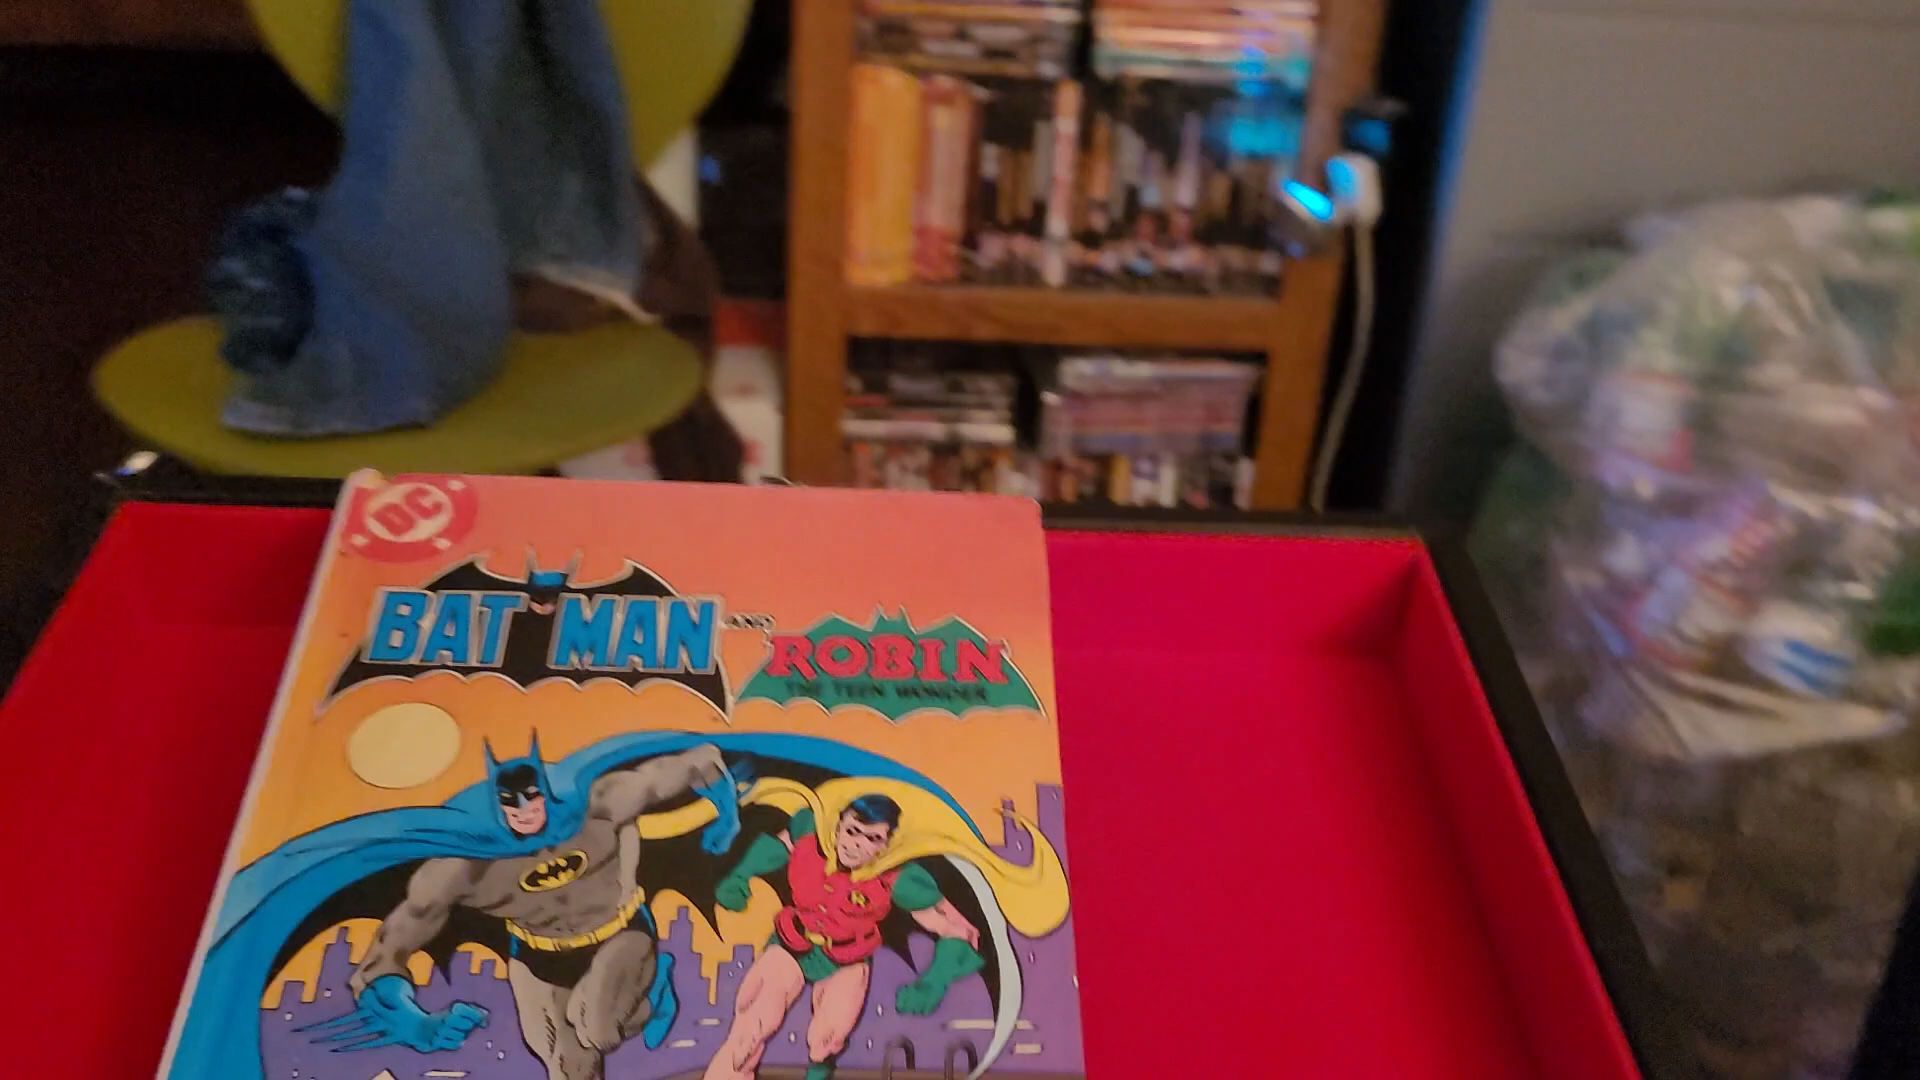 DC
BATMAN
AND
ROBIN
THE TEEN WONDER
R